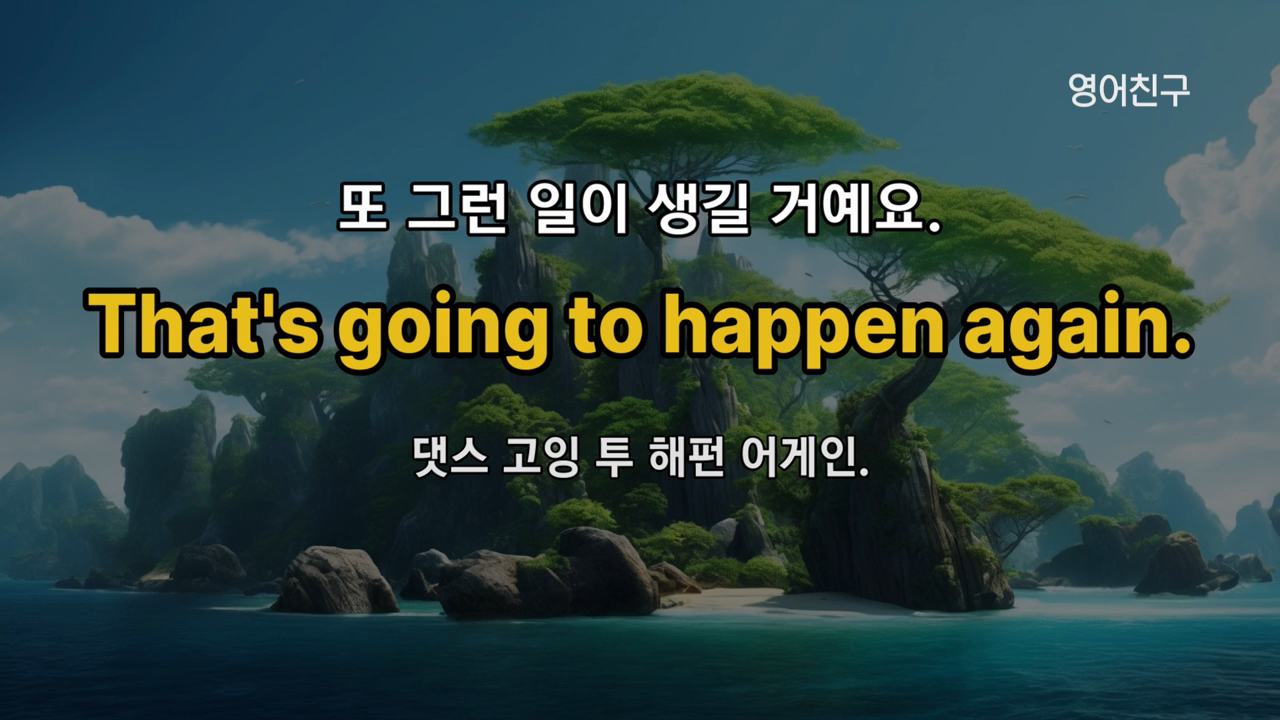 영어친구
또 그런 일이 생길 거예요.
That's going to happen again.
댓스 고잉 투 해펀 어게인.